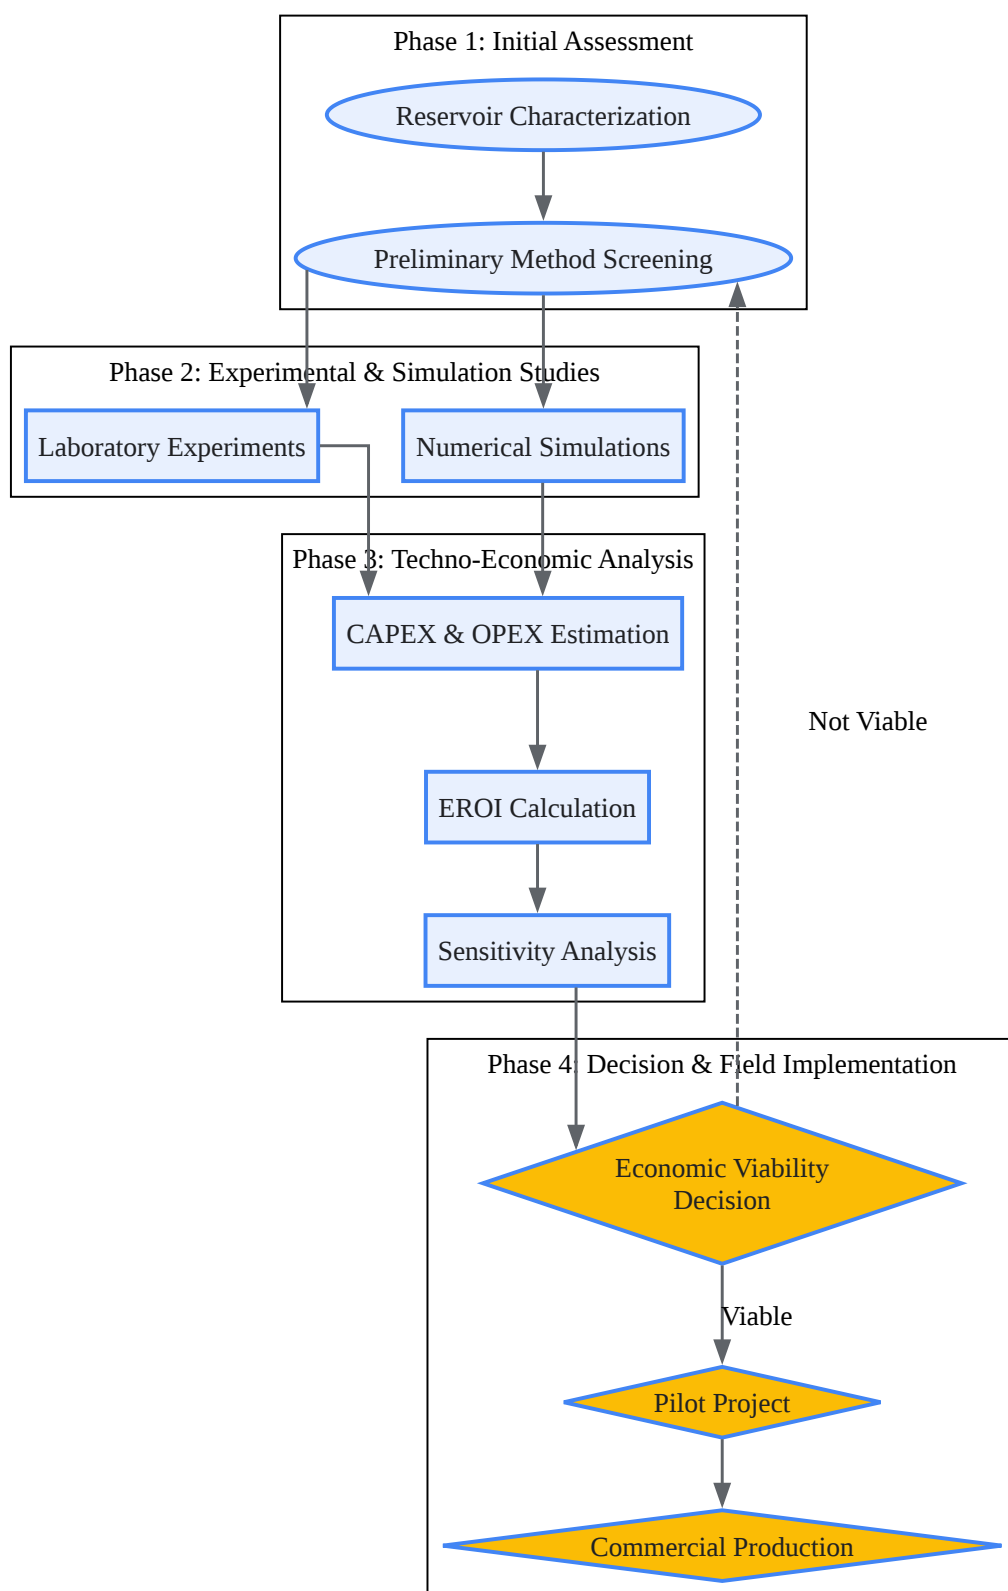 Phase 1: Initial Assessment
Reservoir Characterization
Preliminary Method Screening
Phase 2: Experimental & Simulation Studies
Laboratory Experiments
Numerical Simulations
Phase 3: Techno-Economic Analysis
CAPEX & OPEX Estimation
Not Viable
EROI Calculation
Sensitivity Analysis
Phase 4: Decision & Field Implementation
Economic Viability
Decision
Viable
Pilot Project
Commercial Production